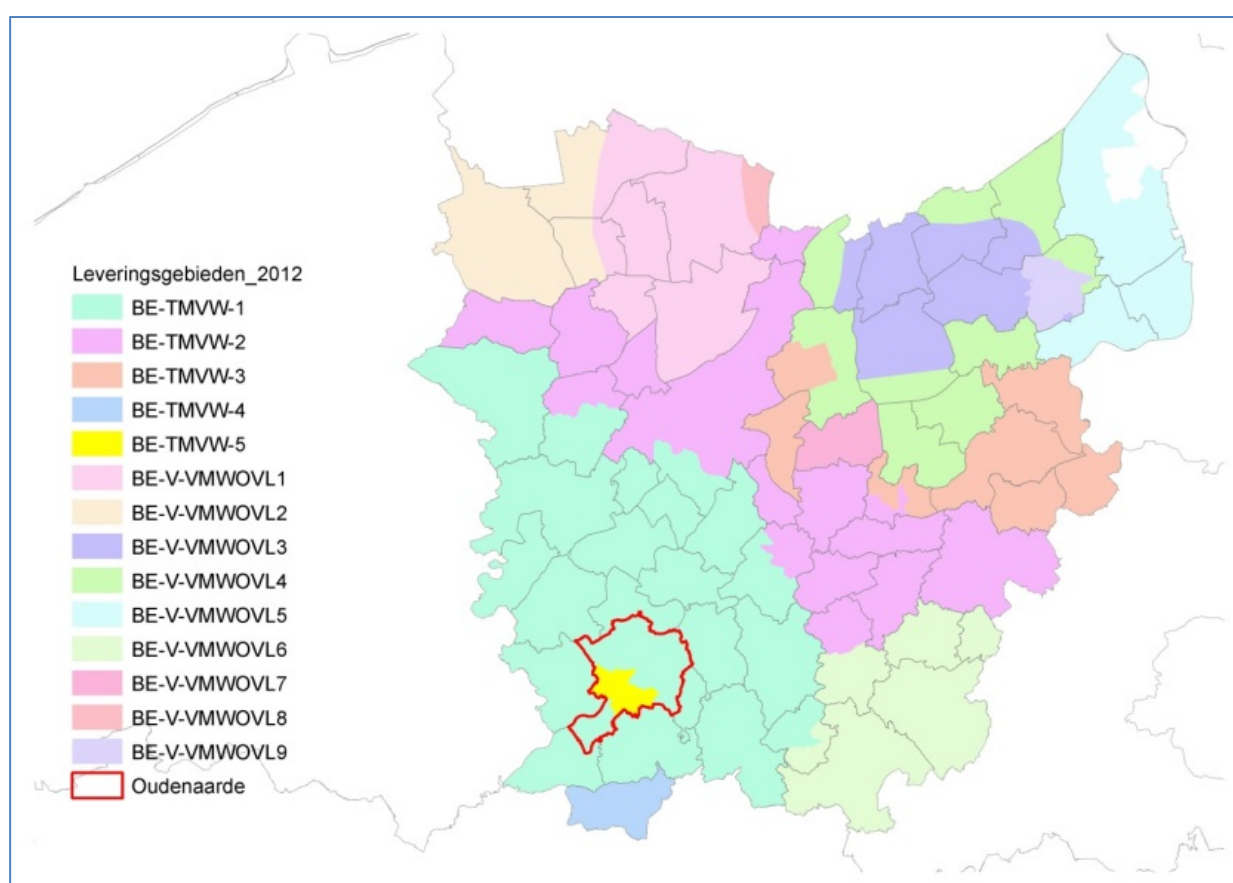 Leveringsgebieden_2012
BE-TMVW-1
BE-TMVW-2
BE-TMVW-3
BE-TMVW-4
BE-TMVW-5
BE-V-VMWOVL1
BE-V-VMWOVL2
BE-V-VMWOVL3
BE-V-VMWOVL4
BE-V-VMWOVL5
BE-V-VMWOVL6
BE-V-VMWOVL7
BE-V-VMWOVL8
BE-V-VMWOVL9
Oudenaarde